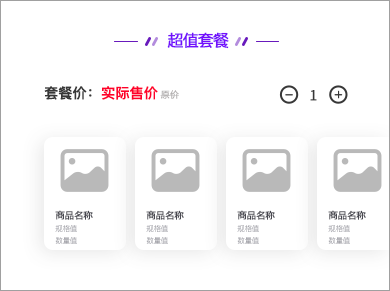 超值套餐
套餐价： 实际售价 原价
1
商品名称 商品名称 商品名称 商品名称
规格值 规格值 规格值 规格值
数量值 数量值 数量值 数量值